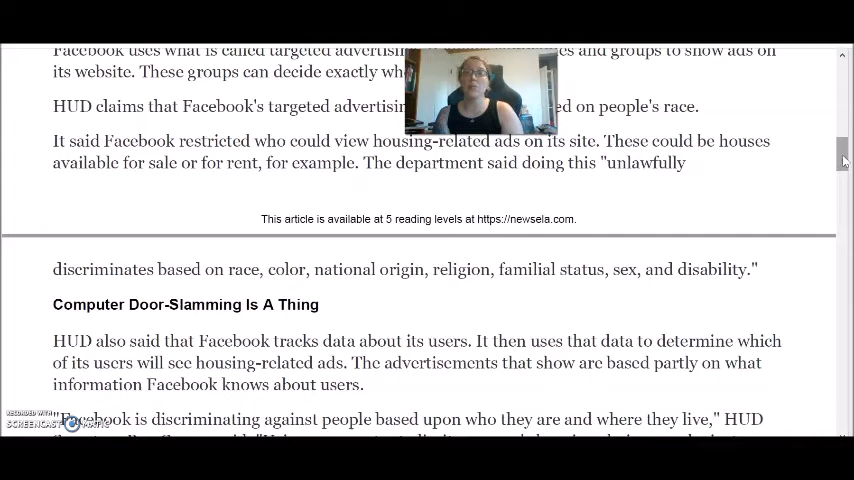 Facebook uses what is called targeted advertisin es and groups to show ads on
its website. These groups can decide exactly wh
HUD claims that Facebook's targeted advertisin ed on people's race.
It said Facebook restricted who could view housing-related ads on its site. These could be houses
available for sale or for rent, for example. The department said doing this "unlawfully
This article is available at 5 reading levels at https://newsela.com.
discriminates based on race, color, national origin, religion, familial status, sex, and disability."
Computer Door-Slamming Is A Thing
HUD also said that Facebook tracks data about its users. It then uses that data to determine which
of its users will see housing-related ads. The advertisements that show are based partly on what
information Facebook knows about users.
"Facebook is discriminating against people based upon who they are and where they live," HUD
RECORDED WITH
SCREENCAST MATIC